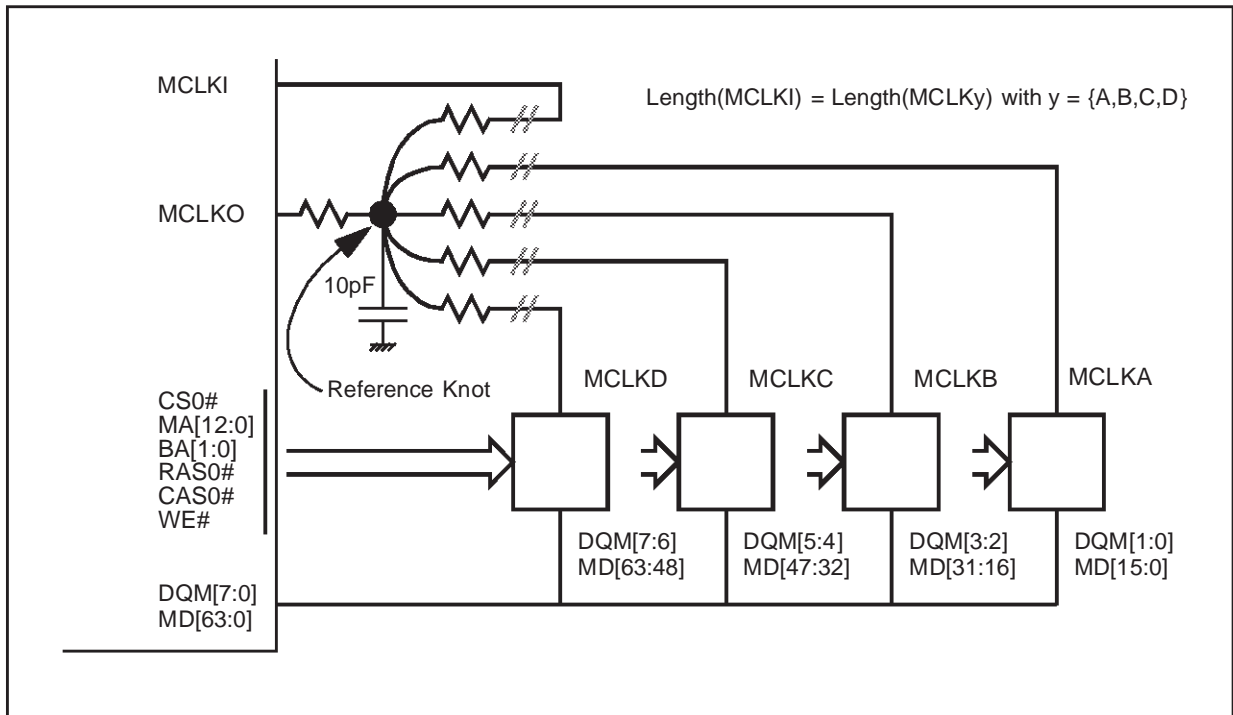 MCLKI
Length(MCLKI) = Length(MCLKy) with y = {A,B,C,D}
MCLKO
10pF
Reference Knot
MCLKD
MCLKC
MCLKB
MCLKA
CS0#
MA[12:0]
BA[1:0]
RAS0#
CAS0#
WE#
DQM[7:6]
MD[63:48]
DQM[5:4]
MD[47:32]
DQM[3:2]
MD[31:16]
DQM[1:0]
MD[15:0]
DQM[7:0]
MD[63:0]